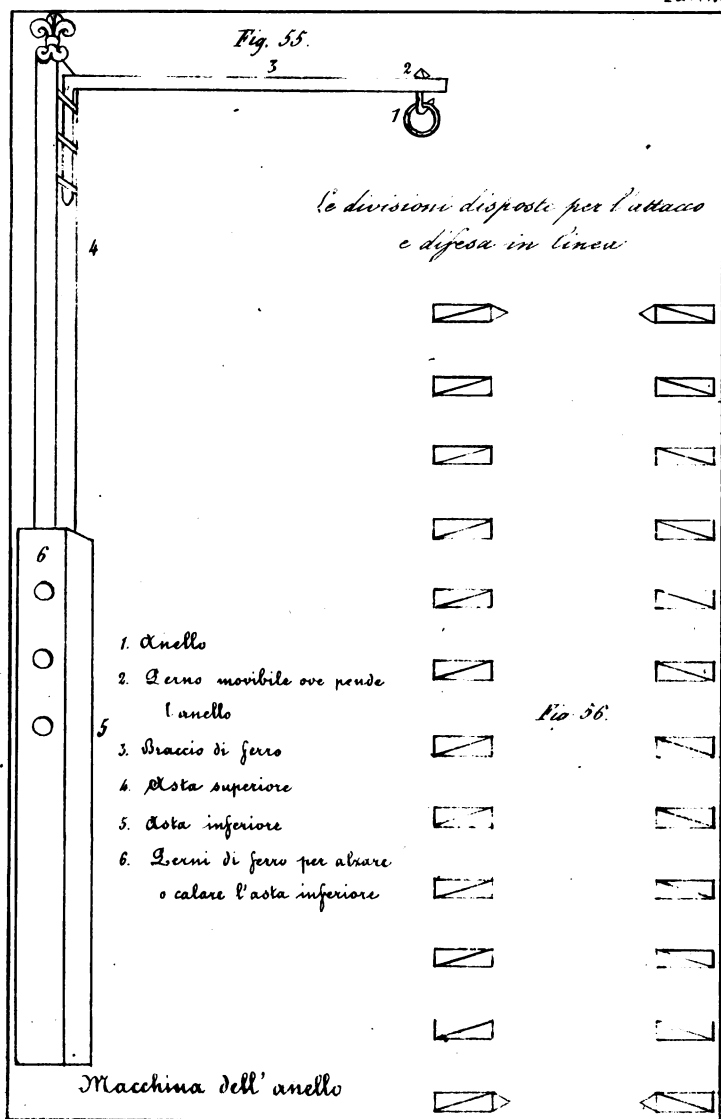 Fig. 55.
3
2
1
Le divisioni disposte per l'attacco
e difesa in linea
4
6
5
1. Anello
2. Perno movibile ove pende
l'anello
3. Braccio di ferro
4. Asta superiore
5. Asta inferiore
6. Perni di ferro per alzare
o calare l'asta inferiore
Fig 56.
Macchina dell' anello